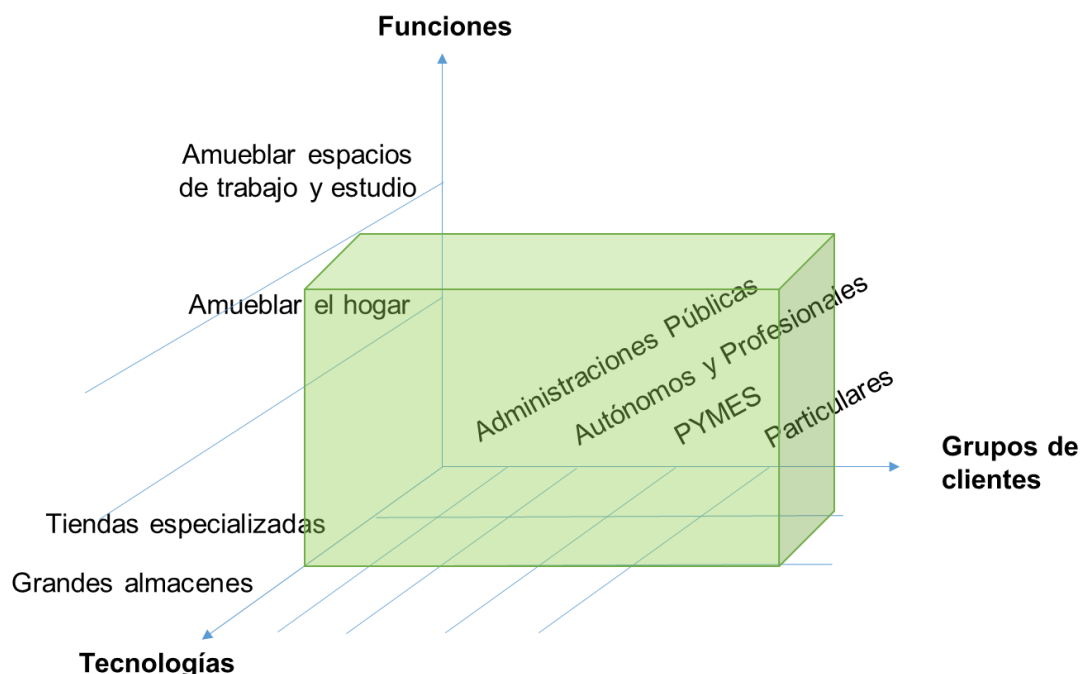 Funciones
Amueblar espacios
de trabajo y estudio
Amueblar el hogar
Administraciones Públicas
Autónomos y Profesionales
PYMES
Particulares
Grupos de
clientes
Tiendas especializadas
Grandes almacenes
Tecnologías